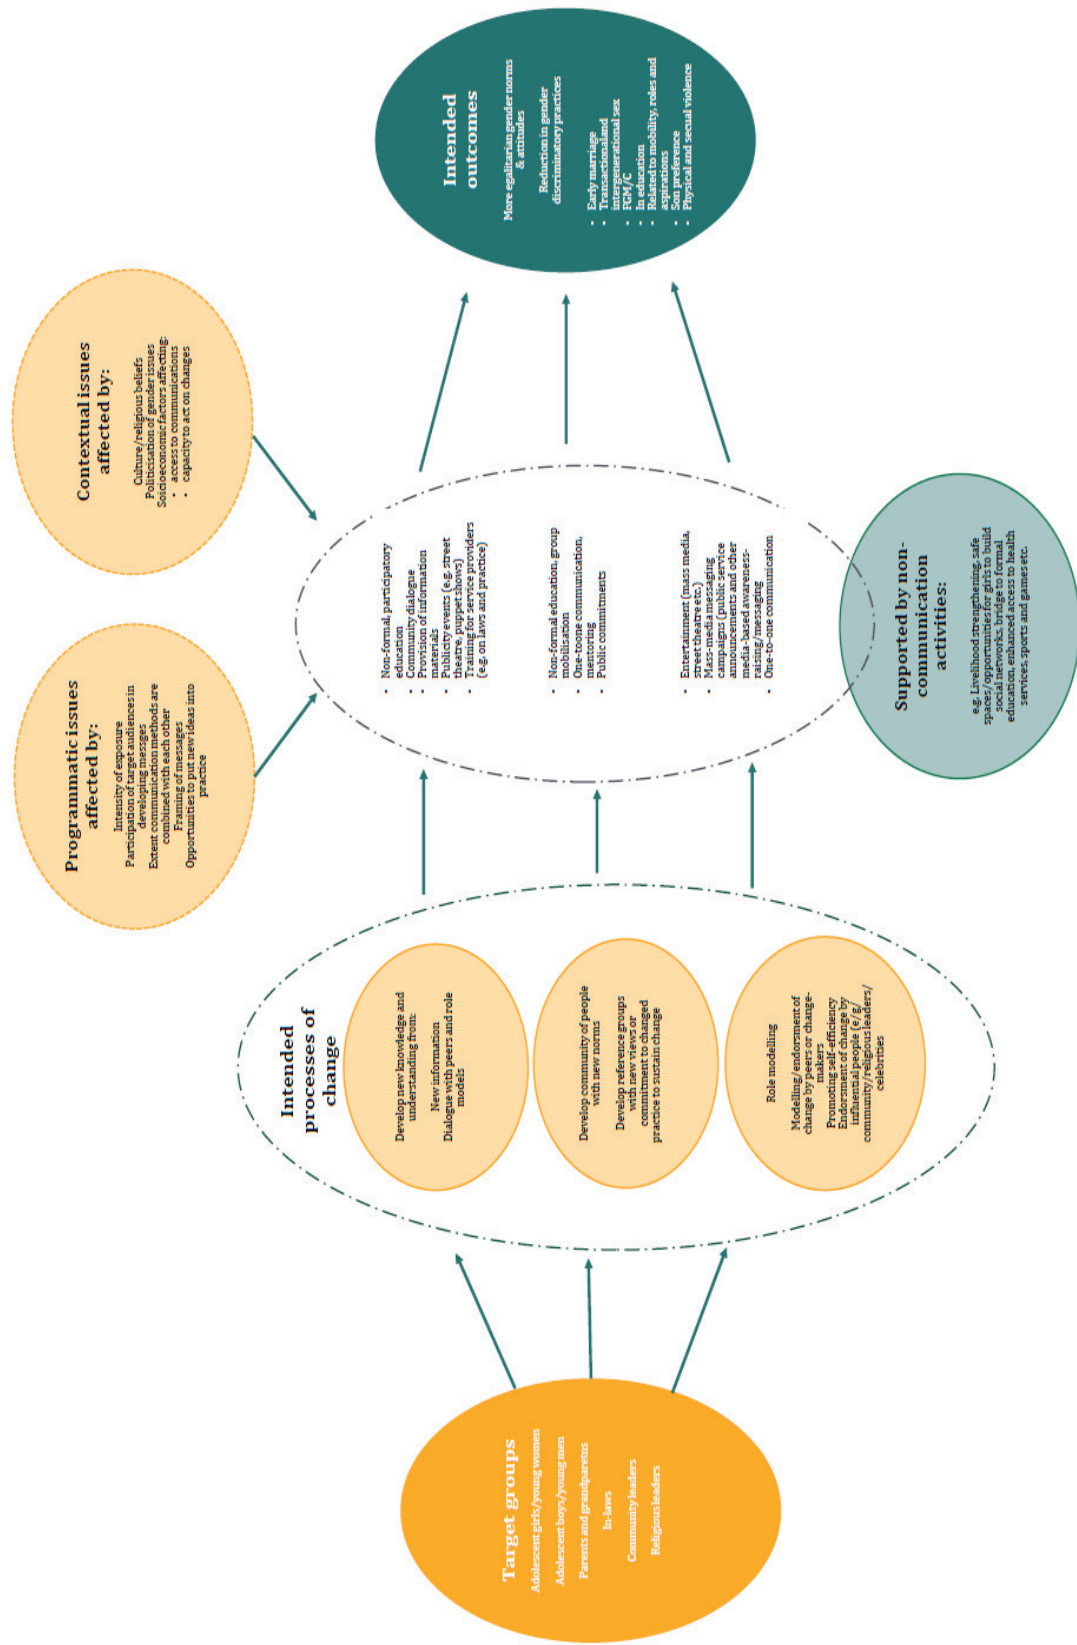 Target groups
Adolescent girls/young women
Adolescent boys/young men
Parents and grandparetns
In-laws
Community leaders
Religious leaders
Intended
processes of
change
Develop new knowledge and
understanding from:
New information
Dialogue with peers and role
models
Develop community of people
with new norms
Develop reference groups
with new views or
commitment to changed
practice to sustain change
Role modelling
Modelling/endorsement of
change by peers or change-
makers
Promoting self-efficiency
Endorsment of change by
influential people (e/g/
community/religious leaders/
celebrities
Programmatic issues
affected by:
Intensity of exposure
Participation of target audiences in
developing messges
Extent communication methods are
combined with each other
Framing of messages
Opportunities to put new ideas into
practice
Contextual issues
affected by:
Culture/religious beliefs
Politicisation of gender issues
Soicioeconomic factors affecting:
• access to communications
• capacity to act on changes
• Non-formal, participatory
education
• Community dialogue
• Provision of information
materials
• Publicity events (e.g. street
theatre, puppet shows)
• Training for service providers
(e.g. on laws and practice)
• Non-formal education, group
mobilisation
• One-to-one communication,
mentoring
• Public commitments
• Entertainment (mass media,
street theatre etc.)
• Mass-media messaging
campaigns (public service
announcements and other
media-based awareness-
raising/messaging
• One-to-one communication
Supported by non-
communication
activities:
e.g. Livelihood strengthening, safe
spaces/opportunities for girls to build
social networks, bridge to formal
education, enhanced access to health
services, sports and games etc.
Intended
outcomes
More egalitarian gender norms
& attitudes
Reduction in gender
discriminatory practices
• Early marriage
• Transactional and
intergenerational sex
• FGM/C
• In education
• Related to mobility, roles and
aspirations
• Son preference
• Physical and secual violence